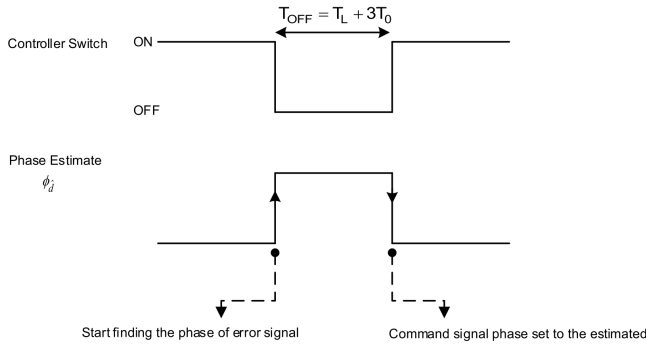 T_OFF = T_L + 3T_0
Controller Switch ON
OFF
Phase Estimate
ϕ_d̂
Start finding the phase of error signal
Command signal phase set to the estimated